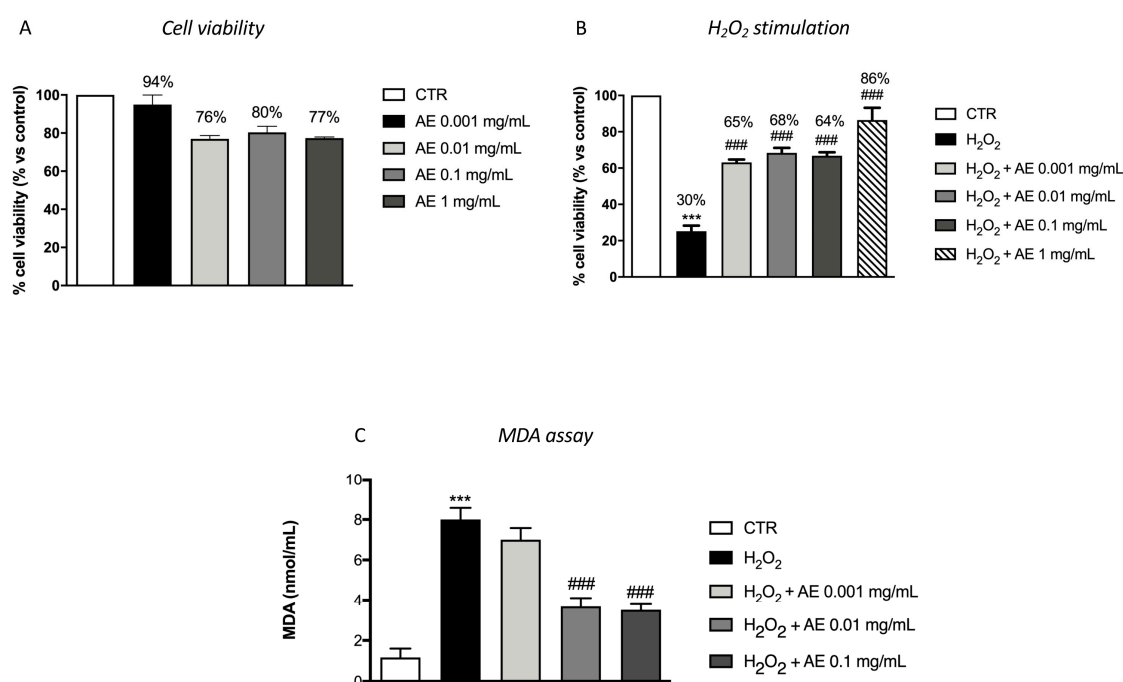 A
Cell viability
% cell viability (% vs control)
100
80
60
40
20
0
94%
76%
80%
77%
CTR
AE 0.001 mg/mL
AE 0.01 mg/mL
AE 0.1 mg/mL
AE 1 mg/mL
B
H₂O₂ stimulation
% cell viability (% vs control)
100
80
60
40
20
0
30%
***
65%
###
68%
###
64%
###
86%
###
CTR
H₂O₂
H₂O₂ + AE 0.001 mg/mL
H₂O₂ + AE 0.01 mg/mL
H₂O₂ + AE 0.1 mg/mL
H₂O₂ + AE 1 mg/mL
C
MDA assay
MDA (nmol/mL)
10
8
6
4
2
0
***
###
###
CTR
H₂O₂
H₂O₂ + AE 0.001 mg/mL
H₂O₂ + AE 0.01 mg/mL
H₂O₂ + AE 0.1 mg/mL